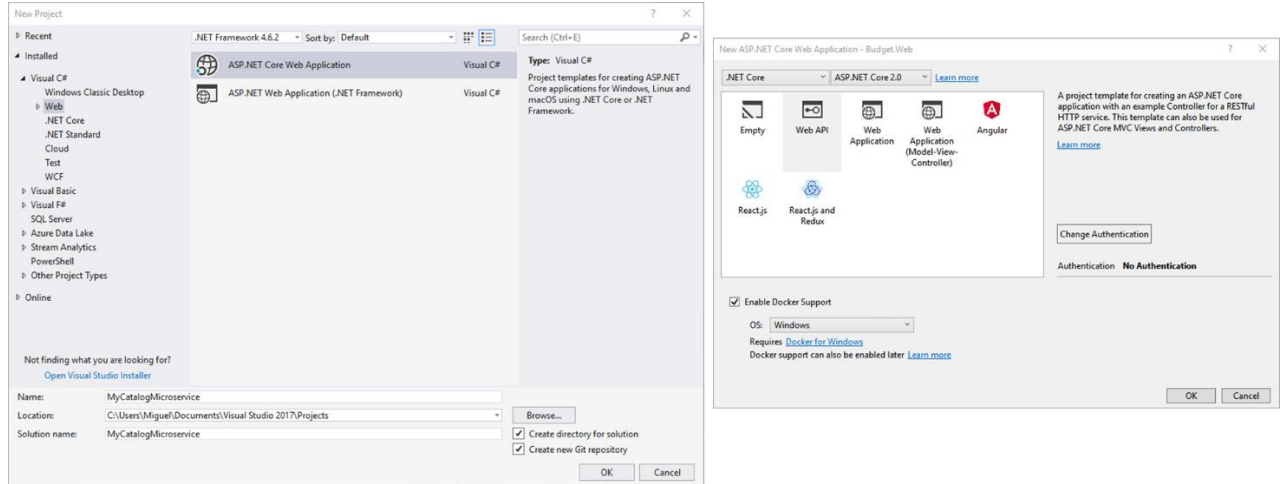 New Project
Recent
Installed
Visual C#
Windows Classic Desktop
Web
.NET Core
.NET Standard
Cloud
Test
WCF
Visual Basic
Visual F#
SQL Server
Azure Data Lake
Stream Analytics
PowerShell
Other Project Types
Online
Not finding what you are looking for?
Open Visual Studio Installer
.NET Framework 4.6.2 Sort by: Default
ASP.NET Core Web Application Visual C#
ASP.NET Web Application (.NET Framework) Visual C#
Search (Ctrl+E)
Type: Visual C#
Project templates for creating ASP.NET
Core applications for Windows, Linux and
macOS using .NET Core or .NET
Framework.
Name: MyCatalogMicroservice
Location: C:\Users\Miguel\Documents\Visual Studio 2017\Projects Browse...
Solution name: MyCatalogMicroservice
Create directory for solution
Create new Git repository
OK Cancel
New ASP.NET Core Web Application - Budget.Web
.NET Core ASP.NET Core 2.0 Learn more
Empty
Web API
Web
Application
Web
Application
(Model-View-
Controller)
Angular
React.js
React.js and
Redux
A project template for creating an ASP.NET Core
application with an example Controller for a RESTful
HTTP service. This template can also be used for
ASP.NET Core MVC Views and Controllers.
Learn more
Change Authentication
Authentication No Authentication
Enable Docker Support
OS: Windows
Requires Docker for Windows
Docker support can also be enabled later Learn more
OK Cancel